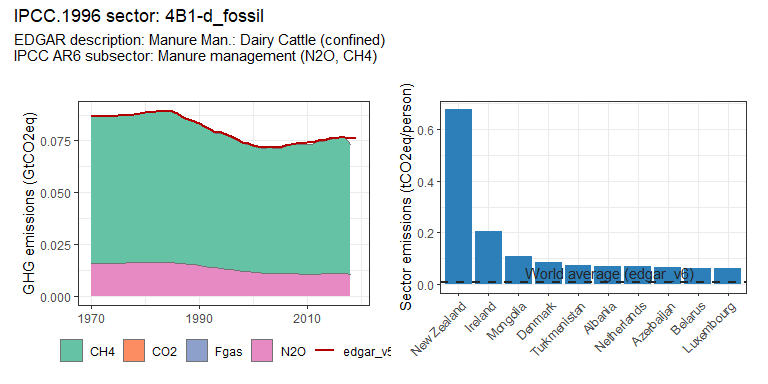 IPCC.1996 sector: 4B1-d_fossil
EDGAR description: Manure Man.: Dairy Cattle (confined)
IPCC AR6 subsector: Manure management (N2O, CH4)
GHG emissions (GtCO2eq)
0.075
0.050
0.025
0.000
1970
1990
2010
CH4
CO2
Fgas
N2O
edgar_v
Sector emissions (tCO2eq/person)
0.6
0.4
0.2
0.0
World average (edgar_v6)
New Zealand
Ireland
Mongolia
Denmark
Turkmenistan
Albania
Netherlands
Azerbaijan
Belarus
Luxembourg